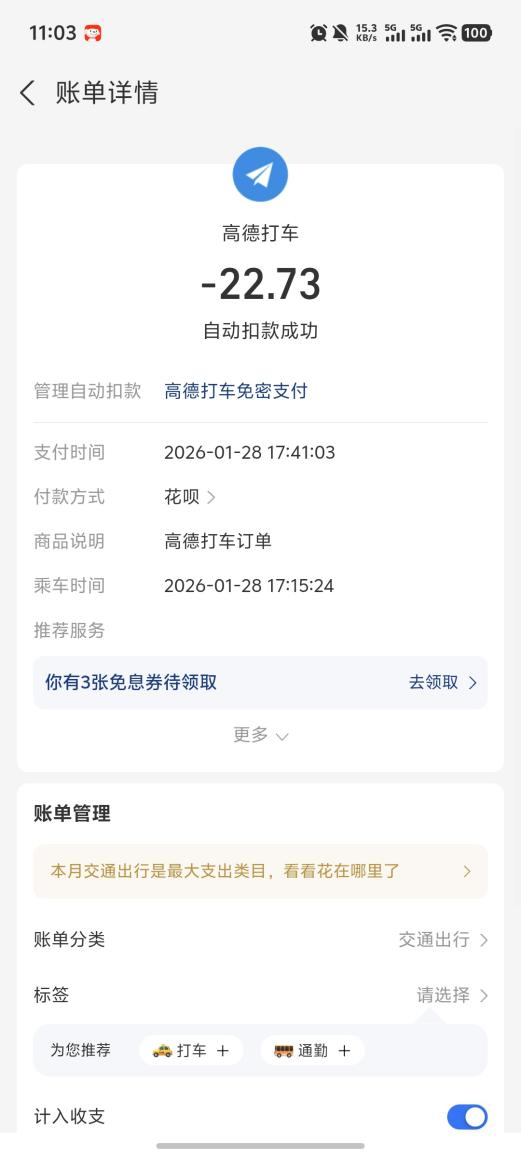 11:03 15.3 KB/s 5G 5G 100
账单详情
高德打车
-22.73
自动扣款成功
管理自动扣款 高德打车免密支付
支付时间 2026-01-28 17:41:03
付款方式 花呗
商品说明 高德打车订单
乘车时间 2026-01-28 17:15:24
推荐服务
你有3张免息券待领取 去领取
更多
账单管理
本月交通出行是最大支出类目，看看花在哪里了
账单分类 交通出行
标签 请选择
为您推荐 打车 + 通勤 +
计入收支